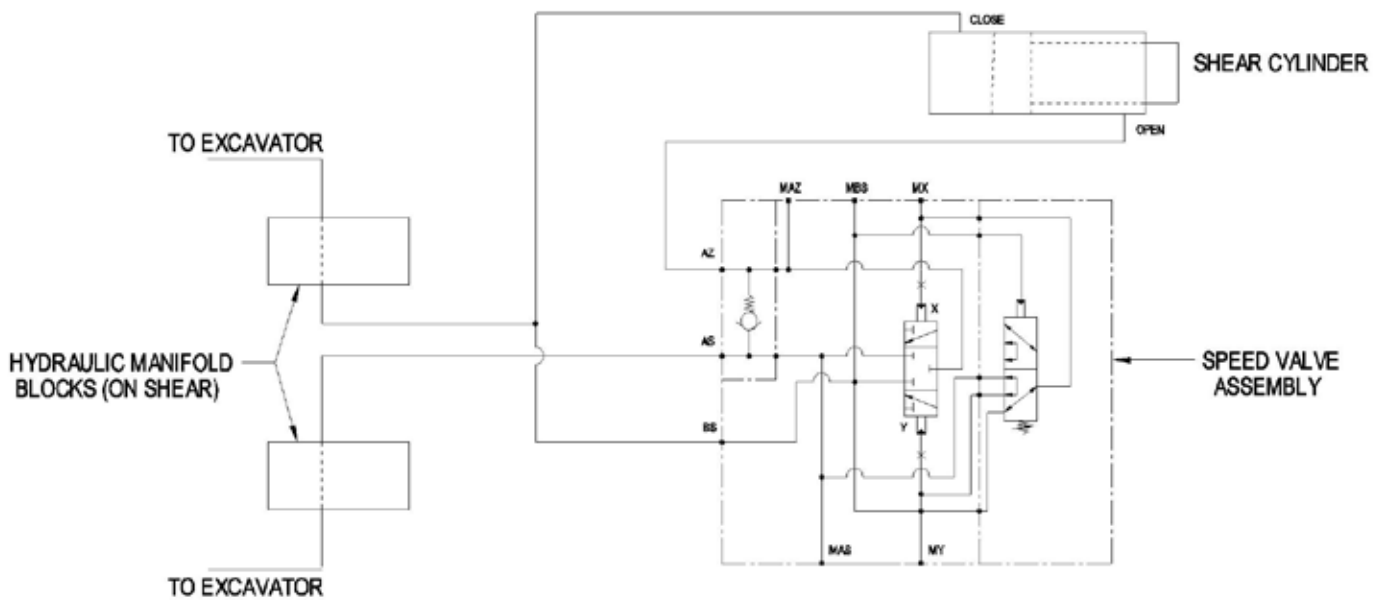 CLOSE
SHEAR CYLINDER
OPEN
TO EXCAVATOR
MAZ
MBS
MX
AZ
X
AS
HYDRAULIC MANIFOLD
BLOCKS (ON SHEAR)
SPEED VALVE
ASSEMBLY
Y
BS
MAS
MY
TO EXCAVATOR